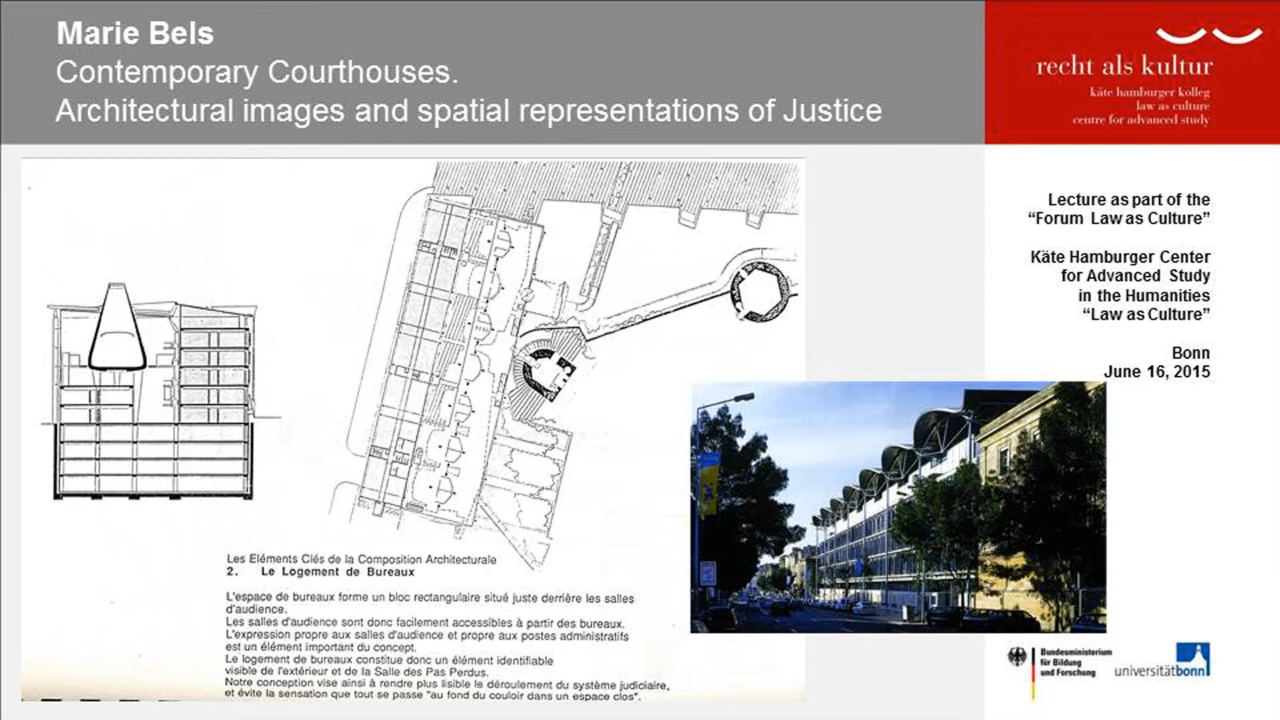 Marie Bels
Contemporary Courthouses.
Architectural images and spatial representations of Justice
recht als kultur
käte hamburger kolleg
law as culture
centre for advanced study
Lecture as part of the
“Forum Law as Culture”
Käte Hamburger Center
for Advanced Study
in the Humanities
“Law as Culture”
Bonn
June 16, 2015
Les Eléments Clés de la Composition Architecturale
2. Le Logement de Bureaux
L'espace de bureaux forme un bloc rectangulaire situé juste derrière les salles
d'audience.
Les salles d'audience sont donc facilement accessibles à partir des bureaux.
L'expression propre aux salles d'audience et propre aux postes administratifs
est un élément important du concept.
Le logement de bureaux constitue donc un élément identifiable
visible de l'extérieur et de la Salle des Pas Perdus.
Notre conception vise ainsi à rendre plus lisible le déroulement du système judiciaire,
et évite la sensation que tout se passe "au fond du couloir dans un espace clos".
Bundesministerium
für Bildung
und Forschung
universitätbonn